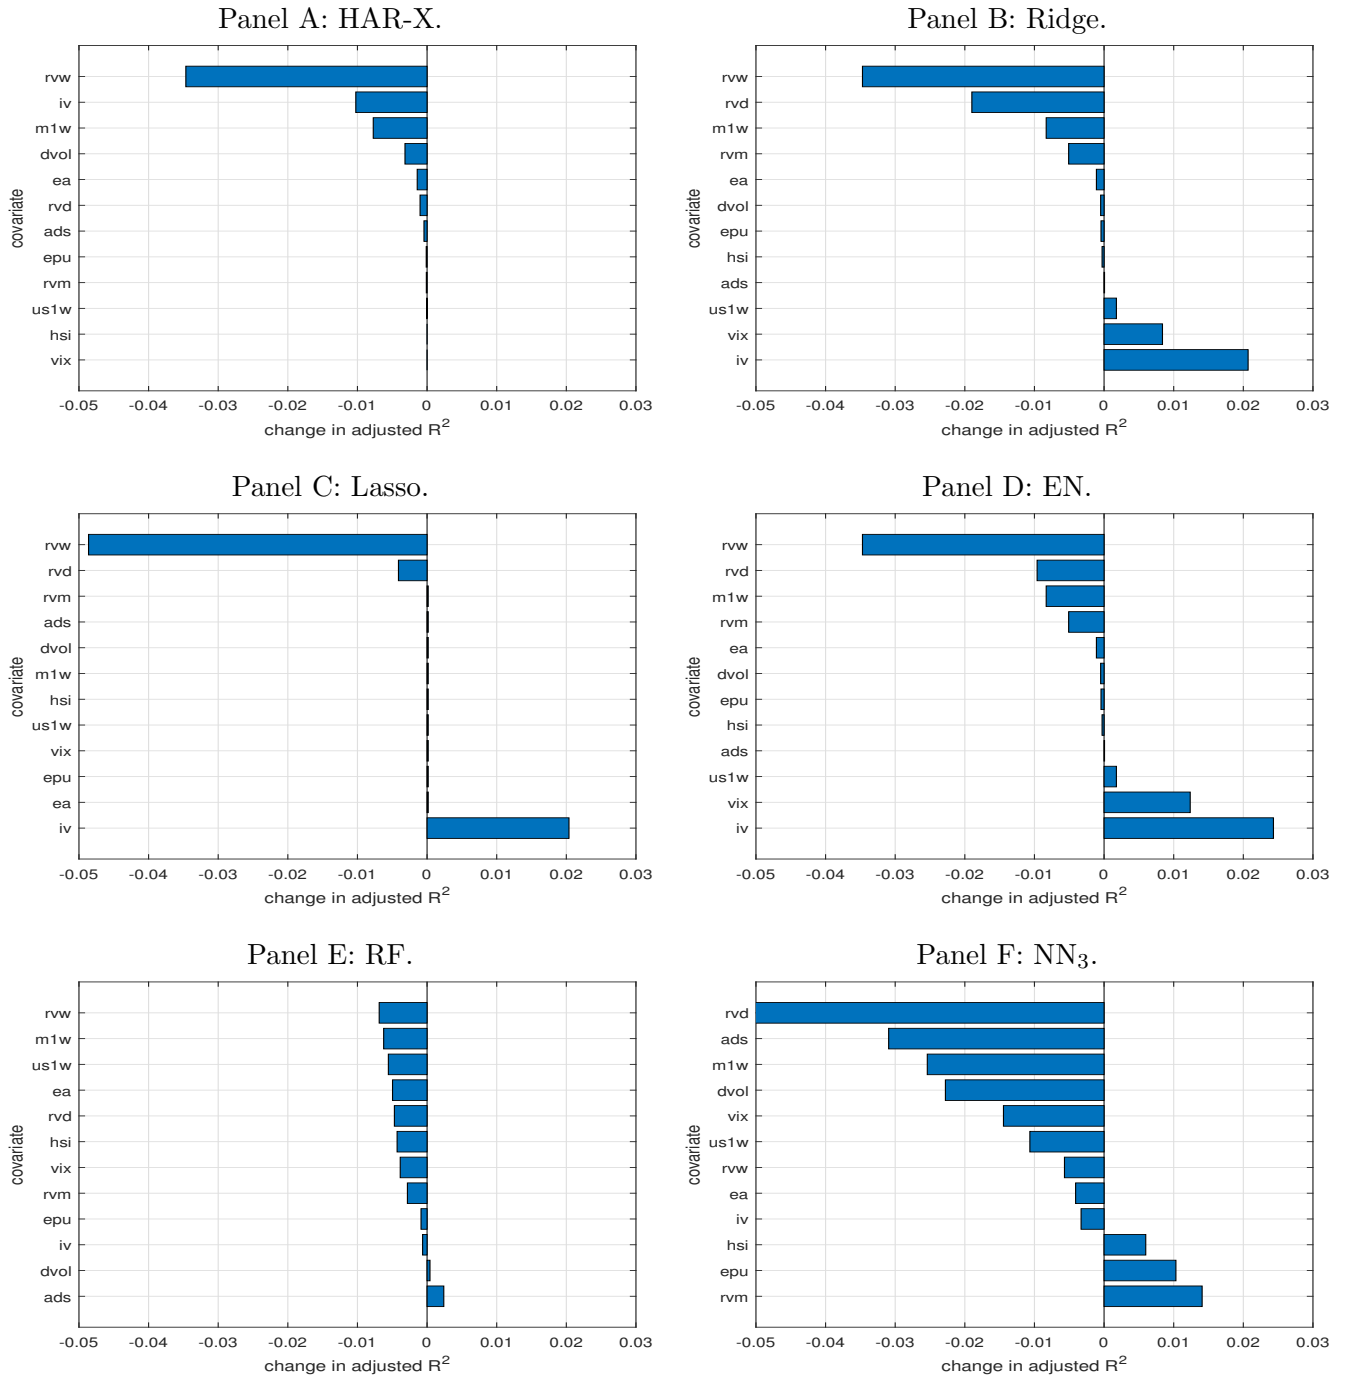 Panel A: HAR-X.
rvw
iv
m1w
dvol
ea
rvd
ads
epu
rvm
us1w
hsi
vix
covariate
-0.05 -0.04 -0.03 -0.02 -0.01 0 0.01 0.02 0.03
change in adjusted R²
Panel B: Ridge.
rvw
rvd
m1w
rvm
ea
dvol
epu
hsi
ads
us1w
vix
iv
covariate
-0.05 -0.04 -0.03 -0.02 -0.01 0 0.01 0.02 0.03
change in adjusted R²
Panel C: Lasso.
rvw
rvd
rvm
ads
dvol
m1w
hsi
us1w
vix
epu
ea
iv
covariate
-0.05 -0.04 -0.03 -0.02 -0.01 0 0.01 0.02 0.03
change in adjusted R²
Panel D: EN.
rvw
rvd
m1w
rvm
ea
dvol
epu
hsi
ads
us1w
vix
iv
covariate
-0.05 -0.04 -0.03 -0.02 -0.01 0 0.01 0.02 0.03
change in adjusted R²
Panel E: RF.
rvw
m1w
us1w
ea
rvd
hsi
vix
rvm
epu
iv
dvol
ads
covariate
-0.05 -0.04 -0.03 -0.02 -0.01 0 0.01 0.02 0.03
change in adjusted R²
Panel F: NN₃.
rvd
ads
m1w
dvol
vix
us1w
rvw
ea
iv
hsi
epu
rvm
covariate
-0.05 -0.04 -0.03 -0.02 -0.01 0 0.01 0.02 0.03
change in adjusted R²